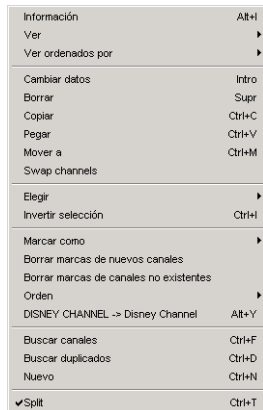 Información Alt+I
Ver
Ver ordenados por
Cambiar datos Intro
Borrar Supr
Copiar Ctrl+C
Pegar Ctrl+V
Mover a Ctrl+M
Swap channels
Elegir
Invertir selección Ctrl+I
Marcar como
Borrar marcas de nuevos canales
Borrar marcas de canales no existentes
Orden
DISNEY CHANNEL -> Disney Channel Alt+Y
Buscar canales Ctrl+F
Buscar duplicados Ctrl+D
Nuevo Ctrl+N
Split Ctrl+T